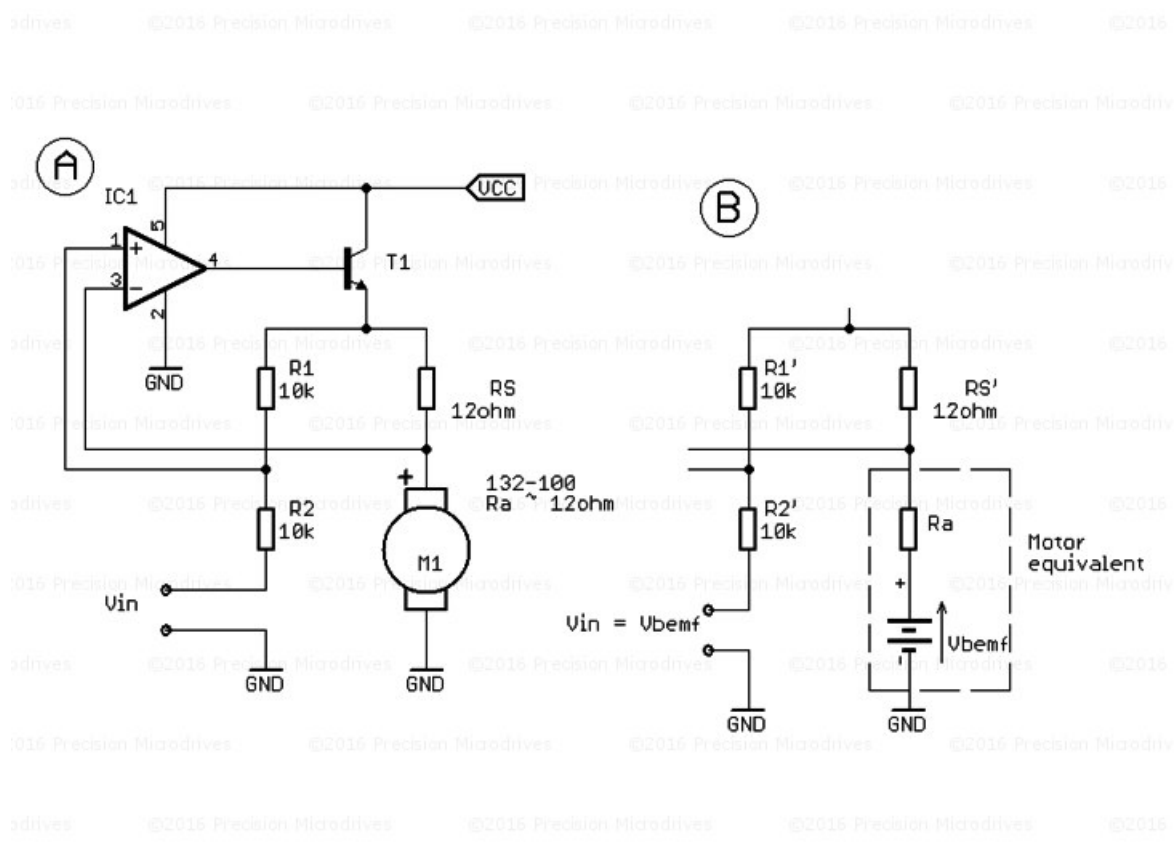 ©2016 Precision Microdrives
A
IC1
VCC
5
1
+
4
T1
3
-
2
GND
R1
10k
RS
12ohm
+
132-100
Ra ~ 12ohm
R2
10k
M1
Vin
GND
GND
B
R1'
10k
RS'
12ohm
R2'
10k
Ra
Motor
equivalent
+
Vin = Vbemf
Vbemf
-
GND
GND